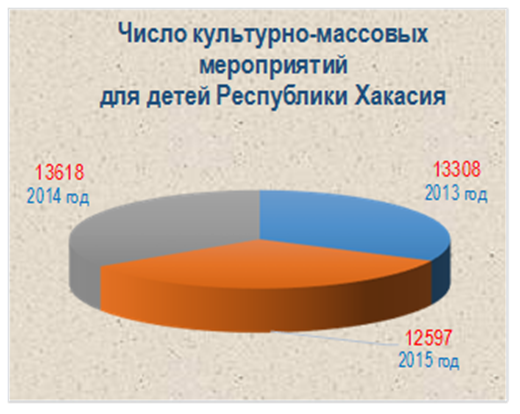 Число культурно-массовых
мероприятий
для детей Республики Хакасия
13618
2014 год
13308
2013 год
12597
2015 год